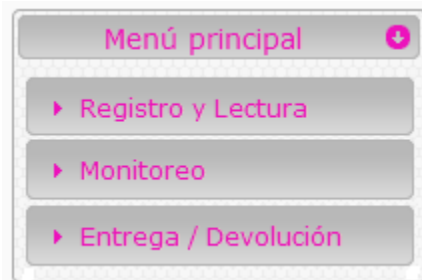 Menú principal
Registro y Lectura
Monitoreo
Entrega / Devolución